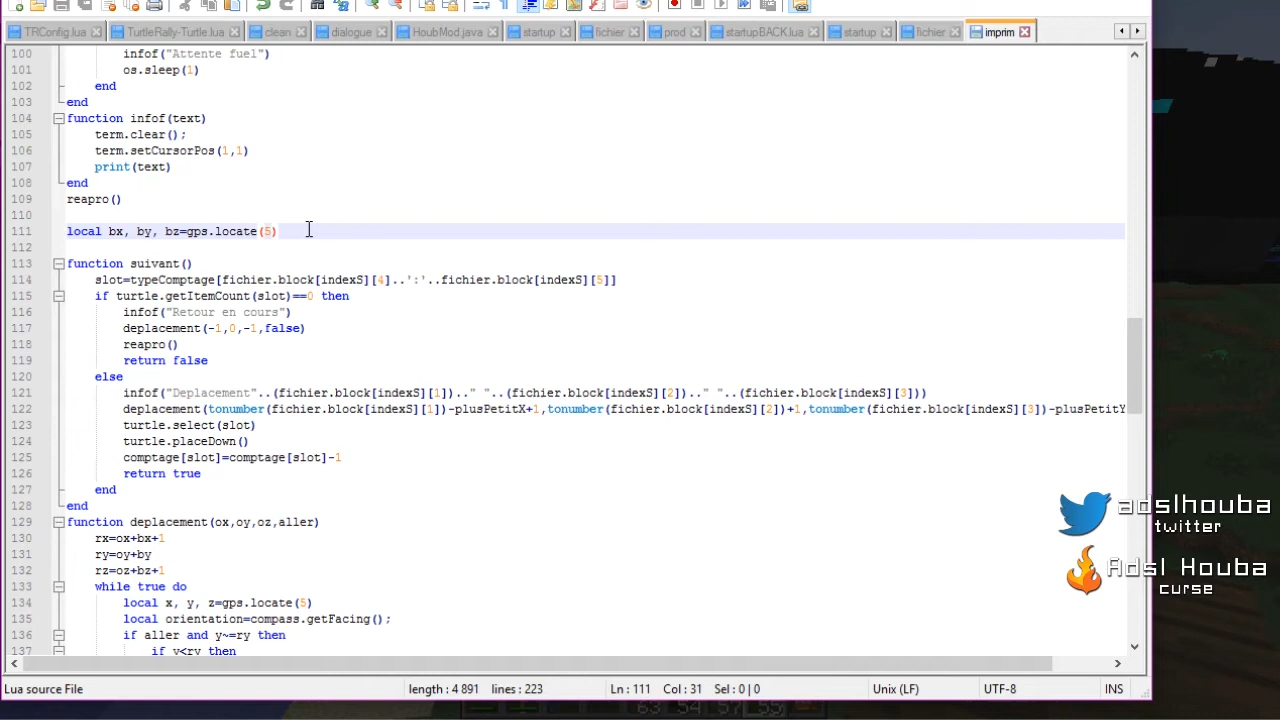 TRConfig.lua TurtleRally-Turtle.lua clean dialogue HoubMod.java startup fichier prod startupBACK.lua startup fichier imprim
100 infof("Attente fuel")
101 os.sleep(1)
102 end
103 end
104 function infof(text)
105 term.clear();
106 term.setCursorPos(1,1)
107 print(text)
108 end
109 reapro()
110
111 local bx, by, bz=gps.locate(5)
112
113 function suivant()
114 slot=typeComptage[fichier.block[indexS][4]..':'..fichier.block[indexS][5]]
115 if turtle.getItemCount(slot)==0 then
116 infof("Retour en cours")
117 deplacement(-1,0,-1,false)
118 reapro()
119 return false
120 else
121 infof("Deplacement"..(fichier.block[indexS][1]).." "..(fichier.block[indexS][2]).." "..(fichier.block[indexS][3]))
122 deplacement(tonumber(fichier.block[indexS][1])-plusPetitX+1,tonumber(fichier.block[indexS][2])+1,tonumber(fichier.block[indexS][3])-plusPetitY
123 turtle.select(slot)
124 turtle.placeDown()
125 comptage[slot]=comptage[slot]-1
126 return true
127 end
128 end
129 function deplacement(ox,oy,oz,aller)
130 rx=ox+bx+1
131 ry=oy+by
132 rz=oz+bz+1
133 while true do
134 local x, y, z=gps.locate(5)
135 local orientation=compass.getFacing();
136 if aller and y~=ry then
137 if y<ry then
adslhouba
twitter
Adsl Houba
curse
Lua source File length : 4 891 lines : 223 Ln : 111 Col : 31 Sel : 0 | 0 Unix (LF) UTF-8 INS
63 54 57 55